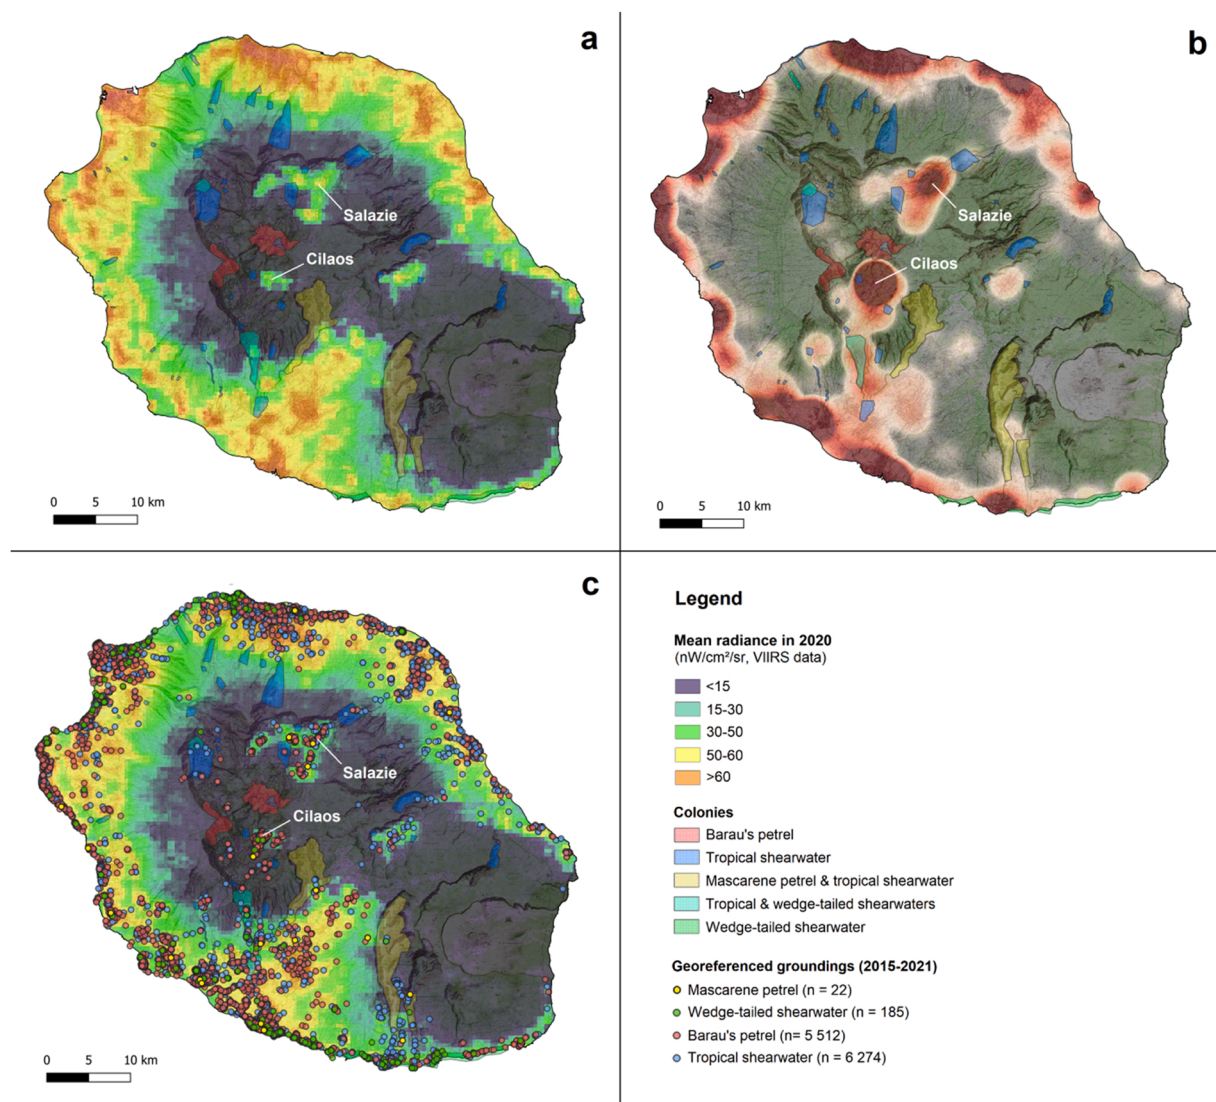 a
Salazie
Cilaos
0 5 10 km
b
Salazie
Cilaos
0 5 10 km
c
Salazie
Cilaos
0 5 10 km
Legend
Mean radiance in 2020
(nW/cm²/sr, VIIRS data)
<15
15-30
30-50
50-60
>60
Colonies
Barau's petrel
Tropical shearwater
Mascarene petrel & tropical shearwater
Tropical & wedge-tailed shearwaters
Wedge-tailed shearwater
Georeferenced groundings (2015-2021)
Mascarene petrel (n = 22)
Wedge-tailed shearwater (n = 185)
Barau's petrel (n= 5 512)
Tropical shearwater (n = 6 274)